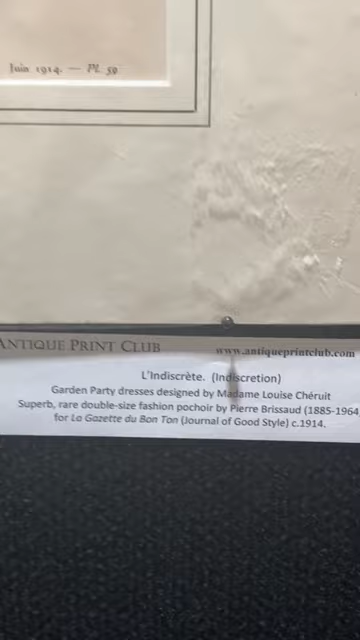 Juin 1914. — Pl. 59
ANTIQUE PRINT CLUB www.antiqueprintclub.com
L'Indiscrète. (Indiscretion)
Garden Party dresses designed by Madame Louise Chéruit
Superb, rare double-size fashion pochoir by Pierre Brissaud (1885-1964
for La Gazette du Bon Ton (Journal of Good Style) c.1914.